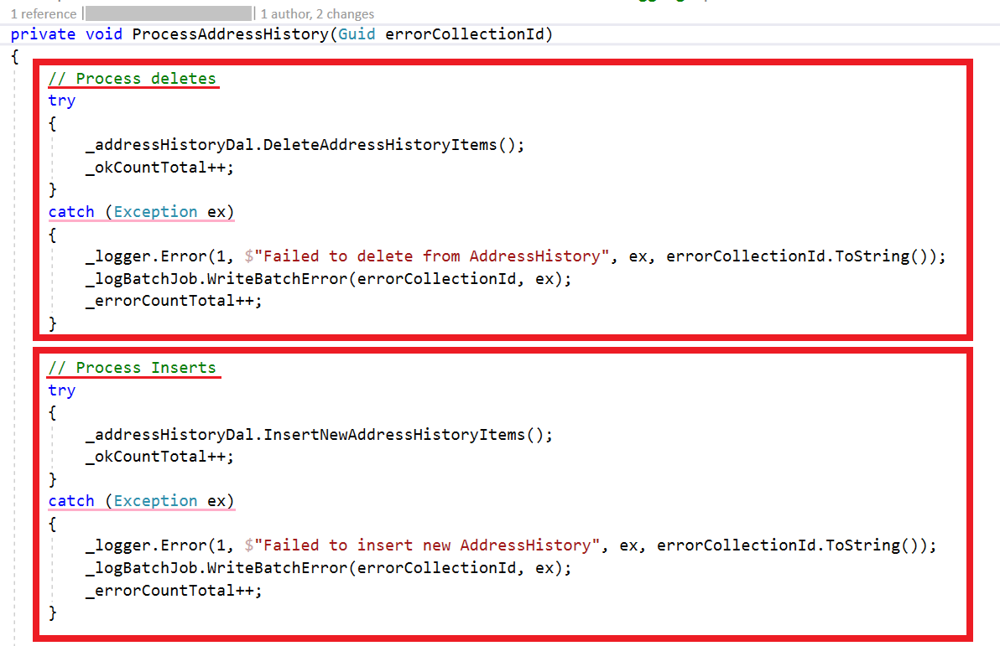 1 reference | | 1 author, 2 changes
private void ProcessAddressHistory(Guid errorCollectionId)
{
// Process deletes
try
{
_addressHistoryDal.DeleteAddressHistoryItems();
_okCountTotal++;
}
catch (Exception ex)
{
_logger.Error(1, $"Failed to delete from AddressHistory", ex, errorCollectionId.ToString());
_logBatchJob.WriteBatchError(errorCollectionId, ex);
_errorCountTotal++;
}
// Process Inserts
try
{
_addressHistoryDal.InsertNewAddressHistoryItems();
_okCountTotal++;
}
catch (Exception ex)
{
_logger.Error(1, $"Failed to insert new AddressHistory", ex, errorCollectionId.ToString());
_logBatchJob.WriteBatchError(errorCollectionId, ex);
_errorCountTotal++;
}